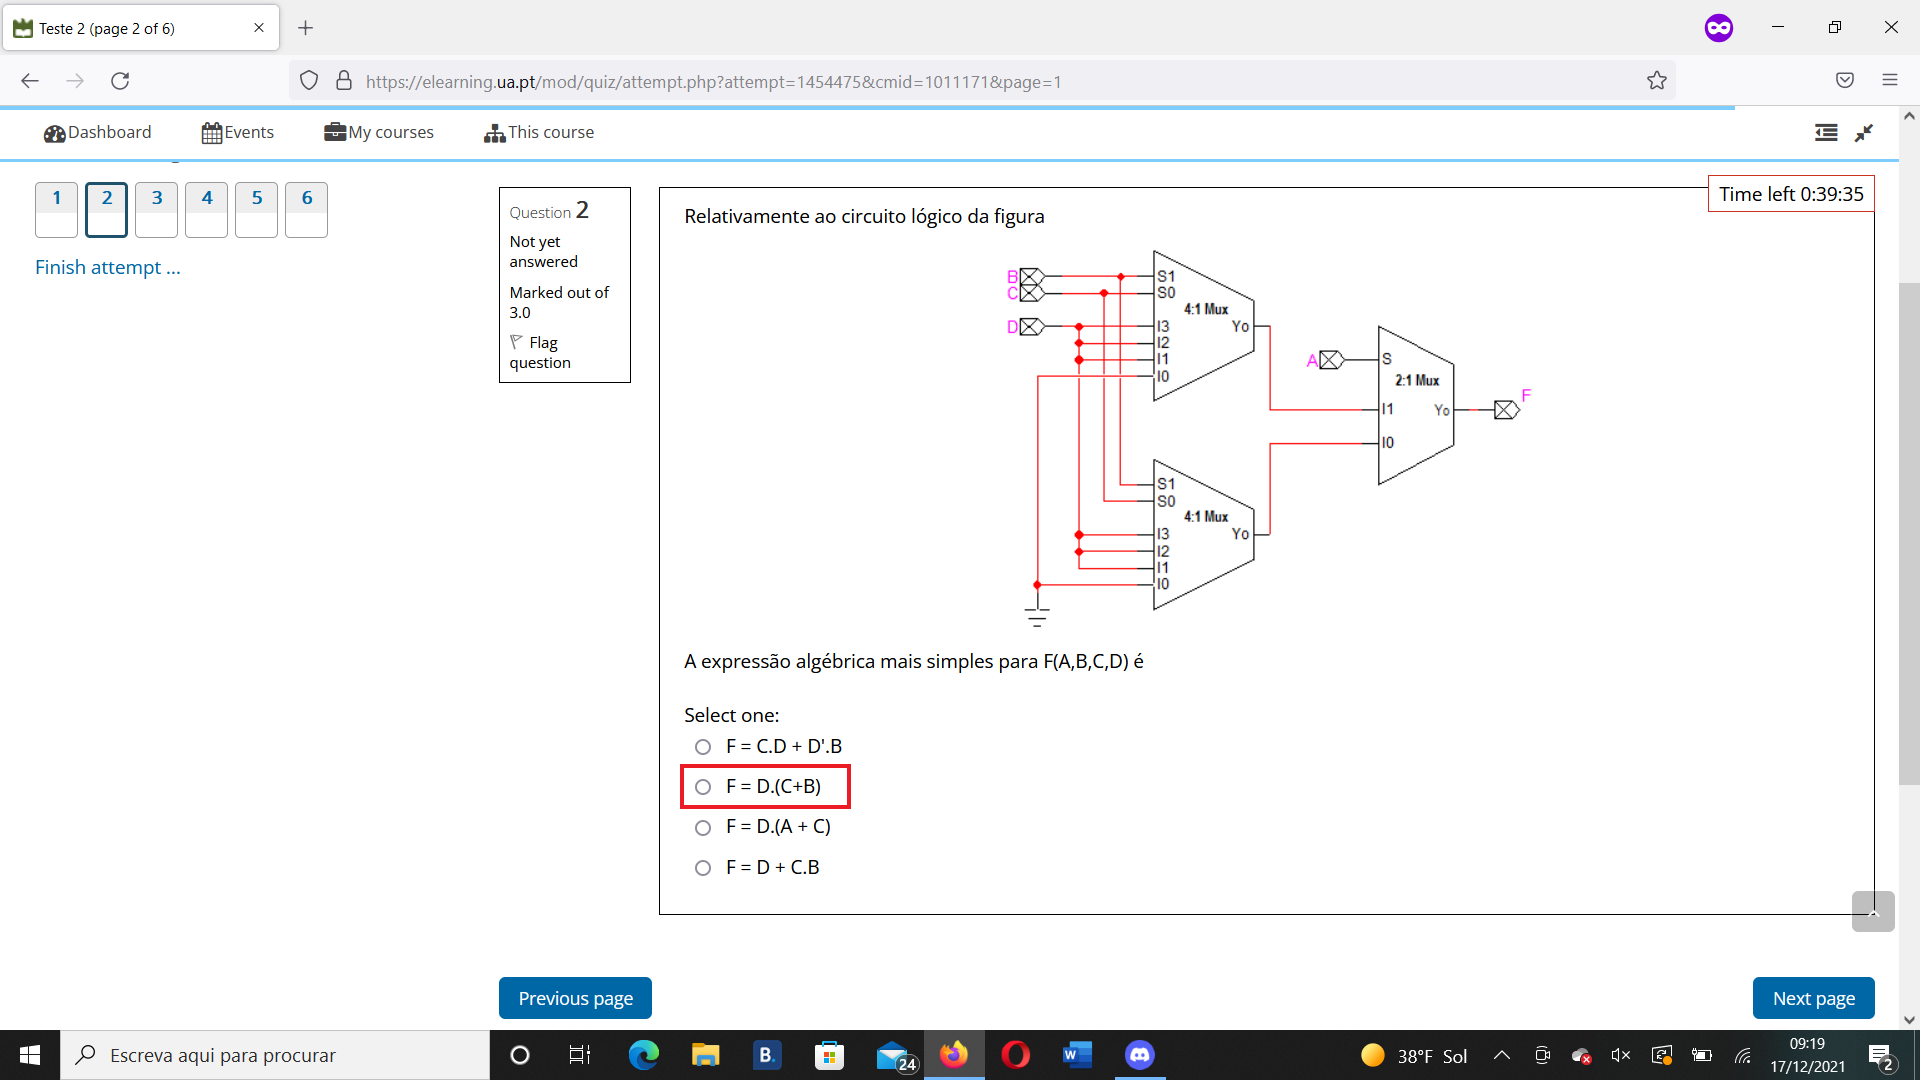 Teste 2 (page 2 of 6)
https://elearning.ua.pt/mod/quiz/attempt.php?attempt=1454475&cmid=1011171&page=1
Dashboard
Events
My courses
This course
1 2 3 4 5 6
Finish attempt ...
Question 2
Not yet
answered
Marked out of
3.0
Flag
question
Time left 0:39:35
Relativamente ao circuito lógico da figura
B
C
D
S1
S0
4:1 Mux
I3
Yo
I2
I1
I0
A
S
2:1 Mux
I1
Yo
I0
F
S1
S0
4:1 Mux
I3
Yo
I2
I1
I0
A expressão algébrica mais simples para F(A,B,C,D) é
Select one:
F = C.D + D'.B
F = D.(C+B)
F = D.(A + C)
F = D + C.B
Previous page
Next page
Escreva aqui para procurar
B.
24
W
38°F Sol
09:19
17/12/2021
2